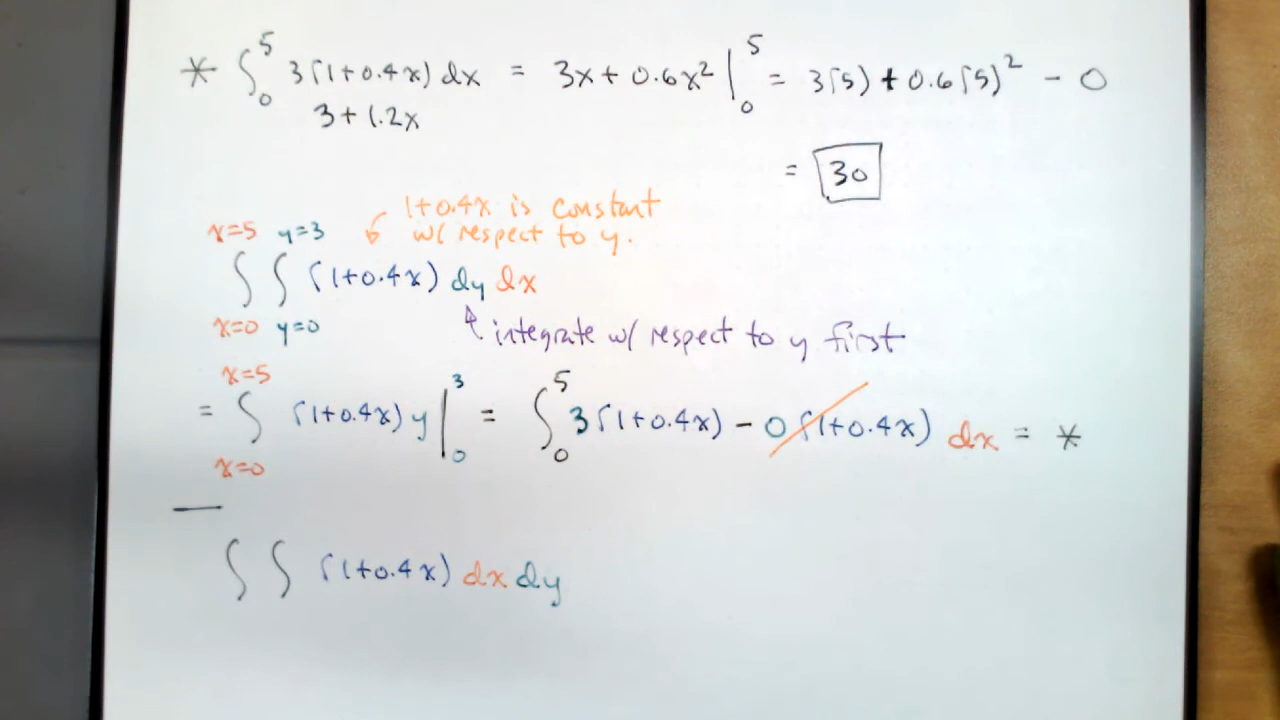 * ∫₀⁵ 3(1+0.4x) dx = 3x + 0.6x² |₀⁵ = 3(5) + 0.6(5)² - 0
3 + 1.2x
= 30
1+0.4x is constant
x=5 y=3 w/ respect to y.
∫ ∫ (1+0.4x) dy dx
x=0 y=0
integrate w/ respect to y first
x=5
= ∫ (1+0.4x) y |₀³ = ∫₀⁵ 3(1+0.4x) - 0(1+0.4x) dx = *
x=0
∫ ∫ (1+0.4x) dx dy